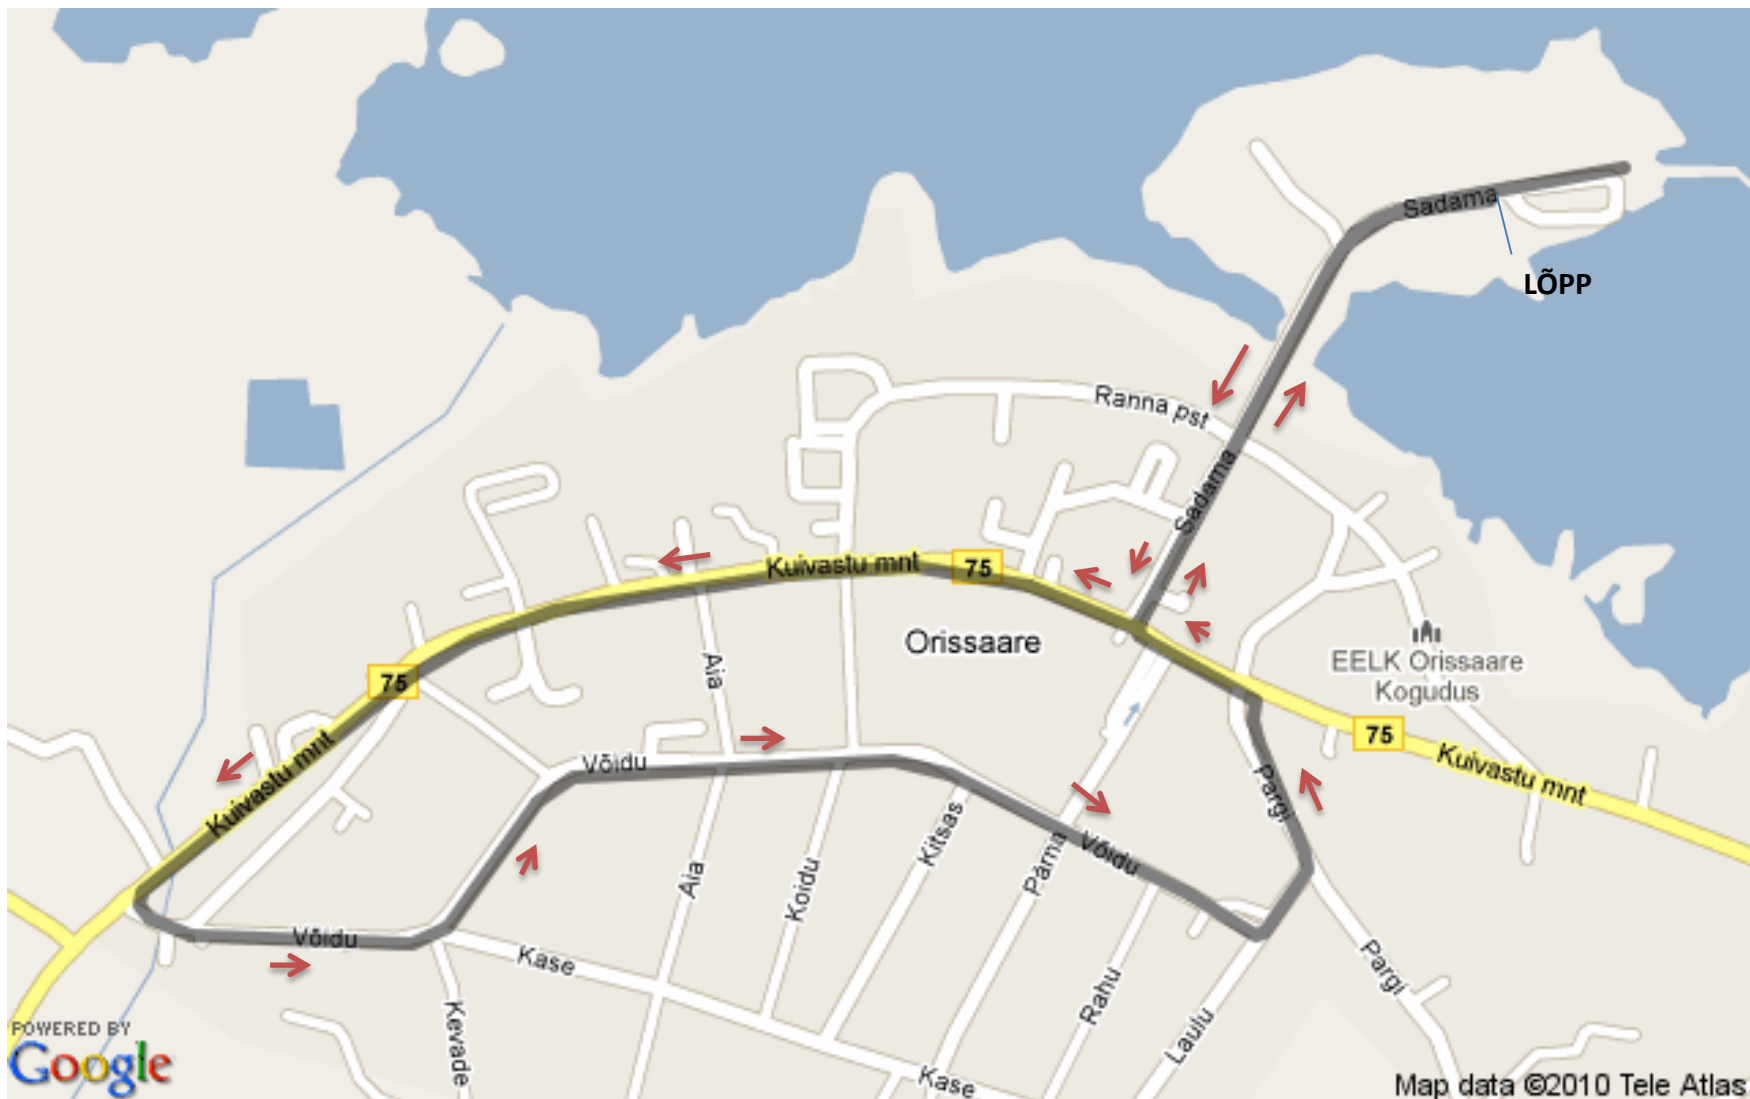 Sadama
LÕPP
Ranna pst
Sadama
Kuivastu mnt
75
Orissaare
EELK Orissaare
Kogudus
Aia
75
75
Kuivastu mnt
Kuivastu mnt
Võidu
Pargi
Kitsas
Võidu
Pärna
Aia
Koidu
Võidu
Kase
Pargi
Rahu
Kevade
Laulu
Kase
POWERED BY
Google
Map data ©2010 Tele Atlas